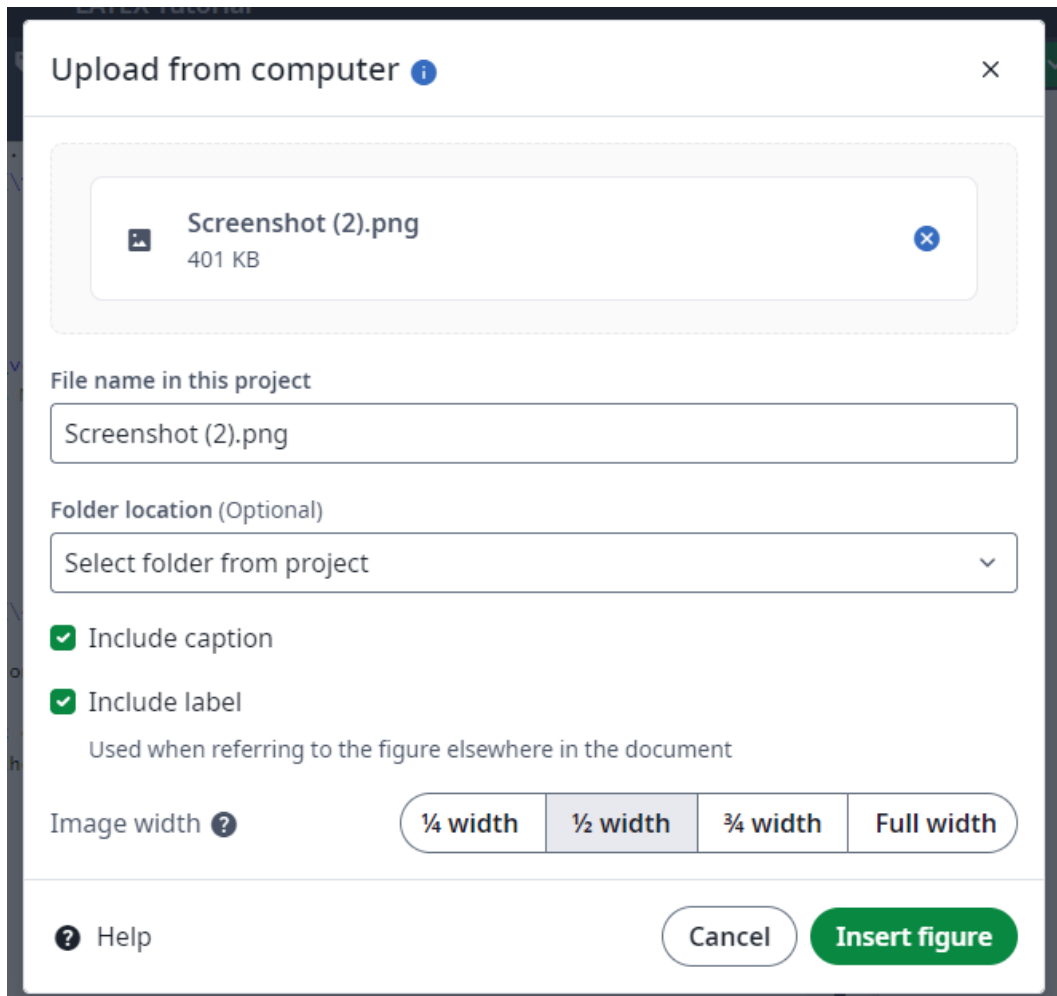 LATEX Tutorial
Upload from computer
Screenshot (2).png
401 KB
File name in this project
Screenshot (2).png
Folder location (Optional)
Select folder from project
Include caption
Include label
Used when referring to the figure elsewhere in the document
Image width ¼ width ½ width ¾ width Full width
Help Cancel Insert figure